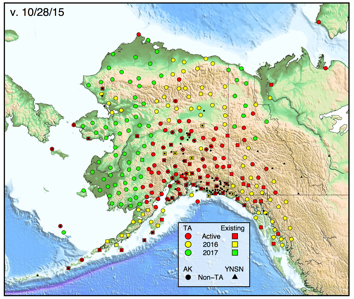 v. 10/28/15
TA Existing
Active
2016
2017
AK YNSN
Non-TA